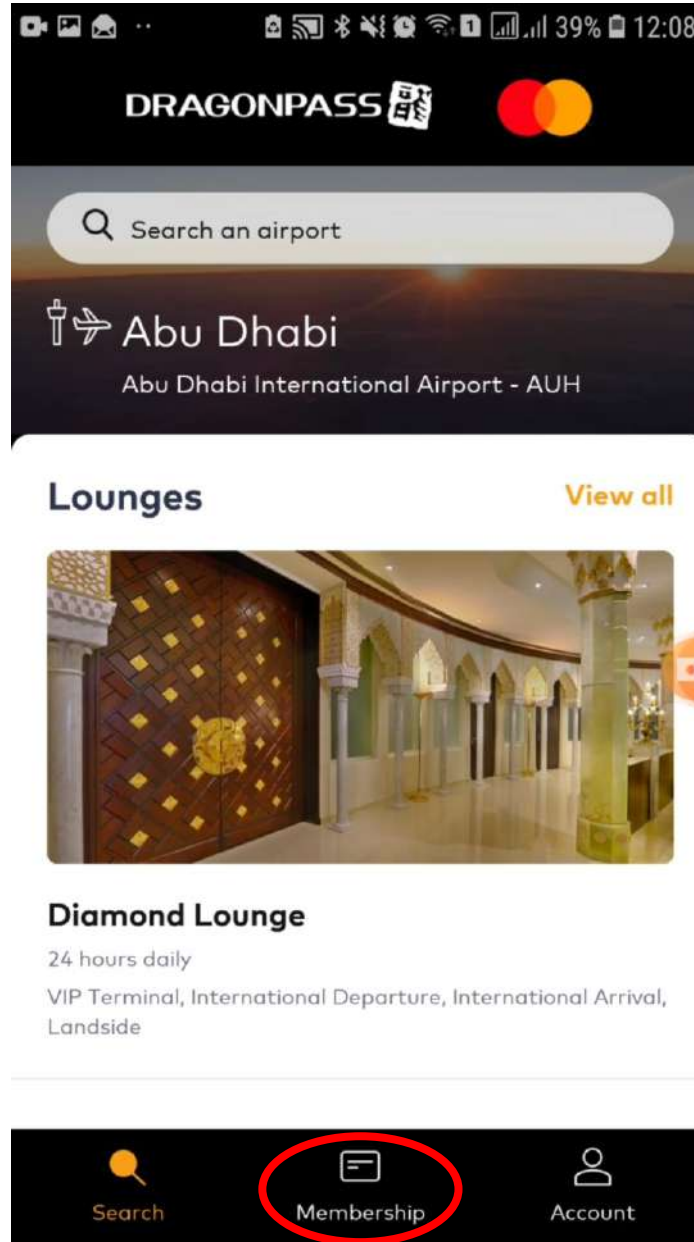 39% 12:08
DRAGONPASS
Search an airport
Abu Dhabi
Abu Dhabi International Airport - AUH
Lounges View all
Diamond Lounge
24 hours daily
VIP Terminal, International Departure, International Arrival,
Landside
Search Membership Account